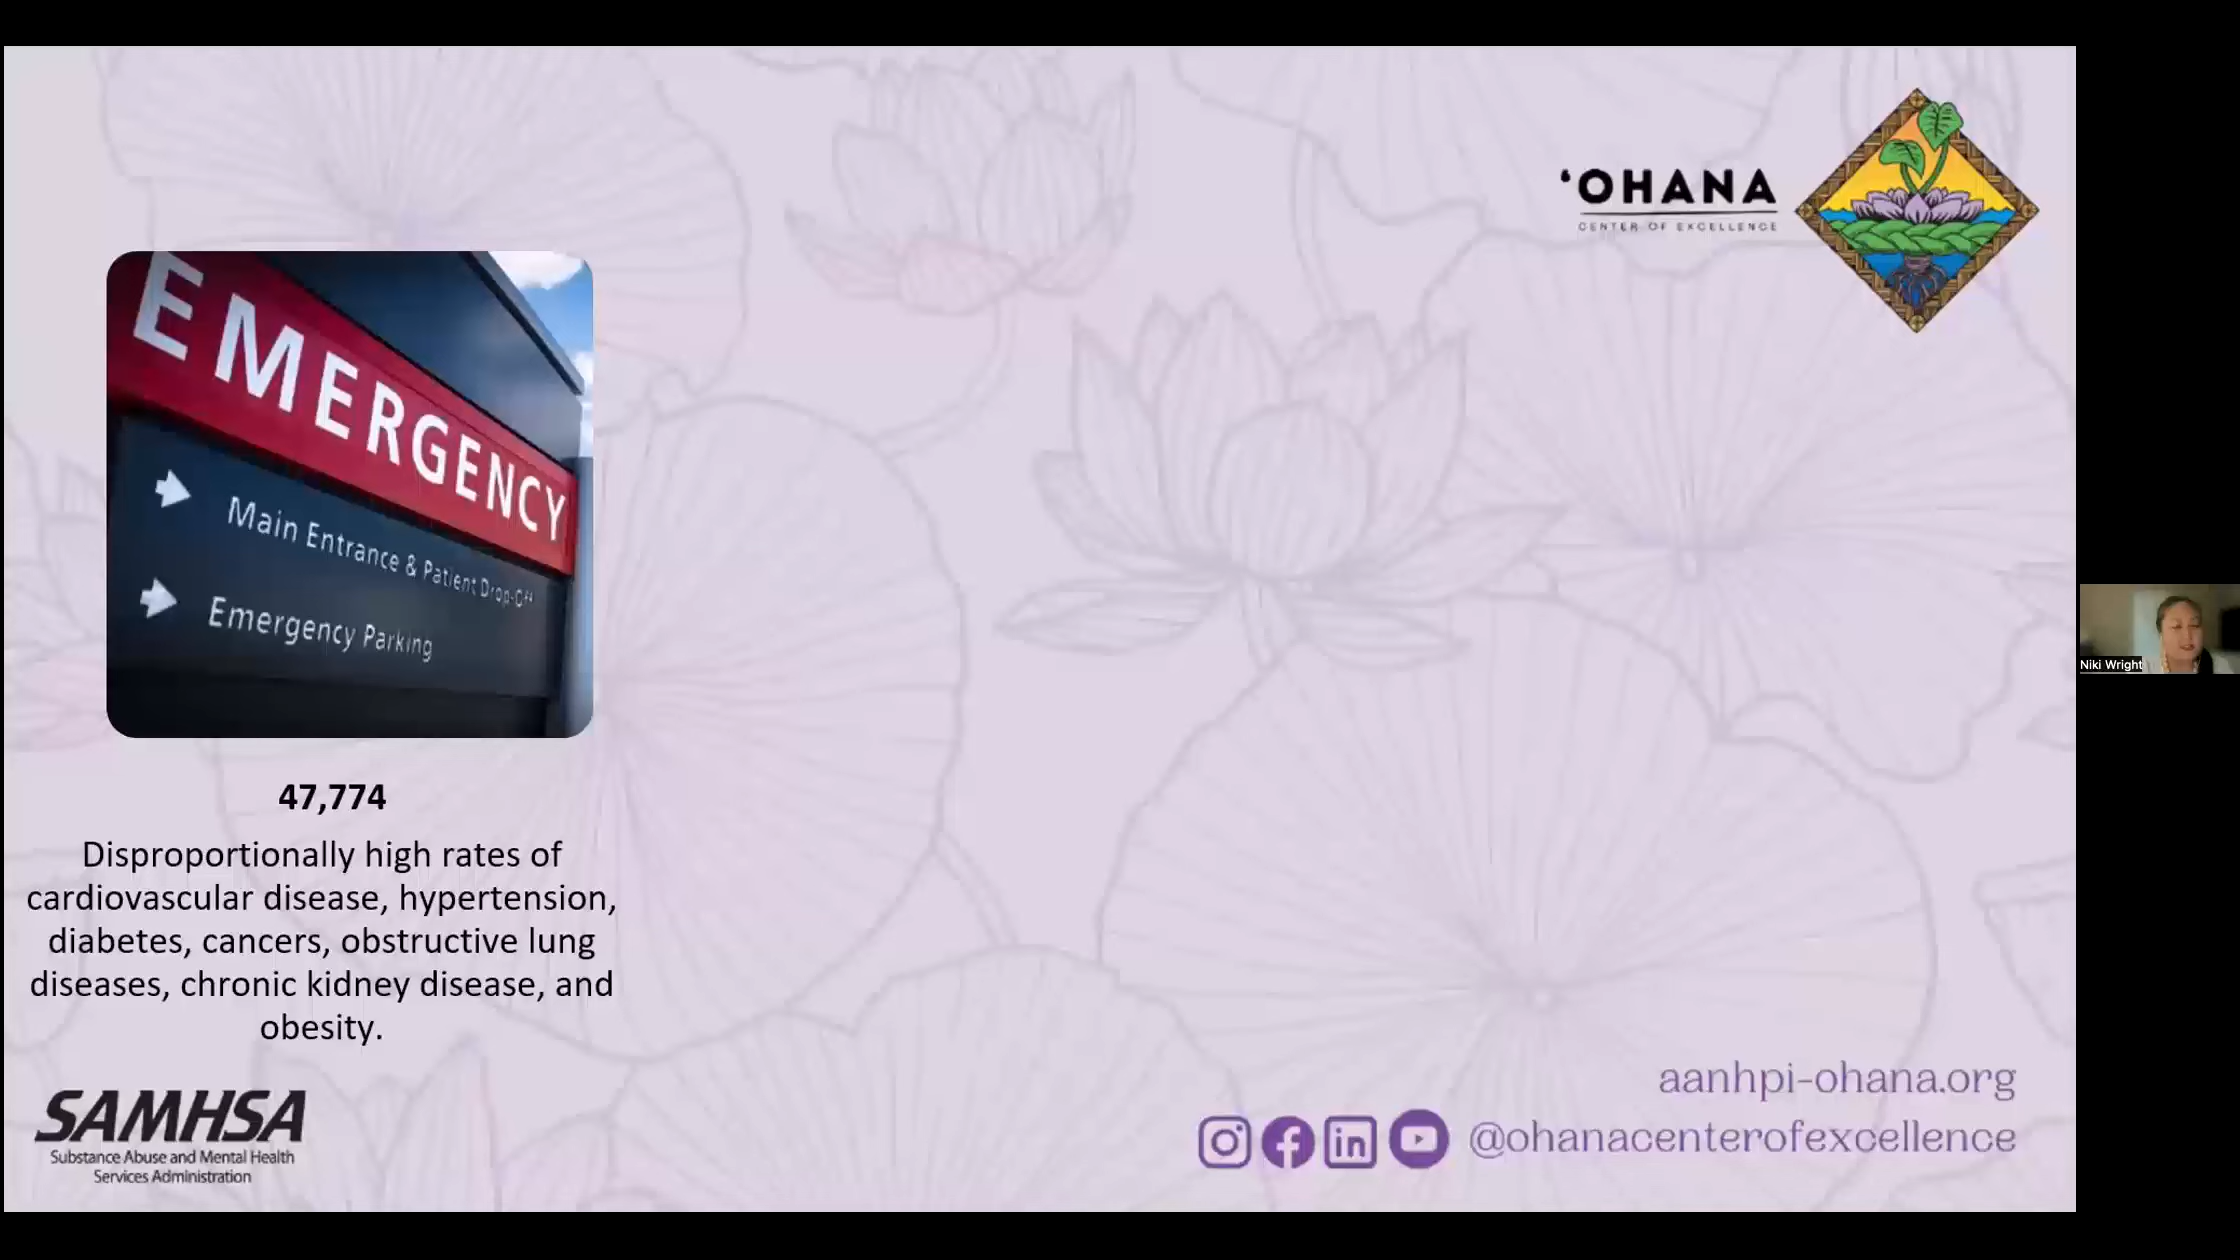 ʻOHANA
CENTER OF EXCELLENCE
EMERGENCY
Main Entrance & Patient Drop-Off
Emergency Parking
47,774
Disproportionally high rates of
cardiovascular disease, hypertension,
diabetes, cancers, obstructive lung
diseases, chronic kidney disease, and
obesity.
SAMHSA
Substance Abuse and Mental Health
Services Administration
aanhpi-ohana.org
@ohanacenterofexcellence
Niki Wright